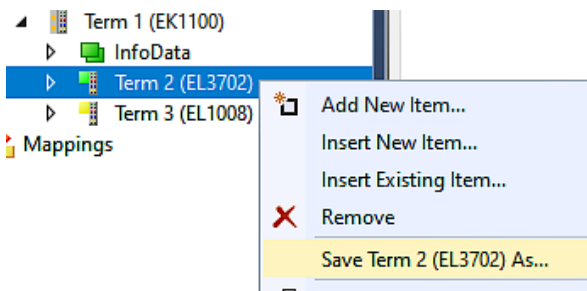 Term 1 (EK1100)
InfoData
Term 2 (EL3702)
Term 3 (EL1008)
Mappings
Add New Item...
Insert New Item...
Insert Existing Item...
Remove
Save Term 2 (EL3702) As...